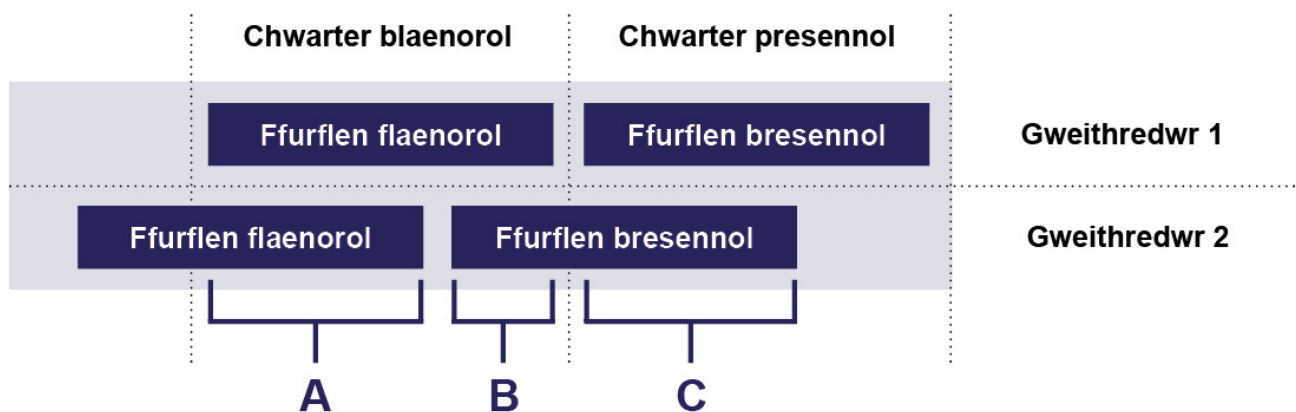 Chwarter blaenorol
Chwarter presennol
Ffurflen flaenorol
Ffurflen bresennol
Gweithredwr 1
Ffurflen flaenorol
Ffurflen bresennol
Gweithredwr 2
A
B
C